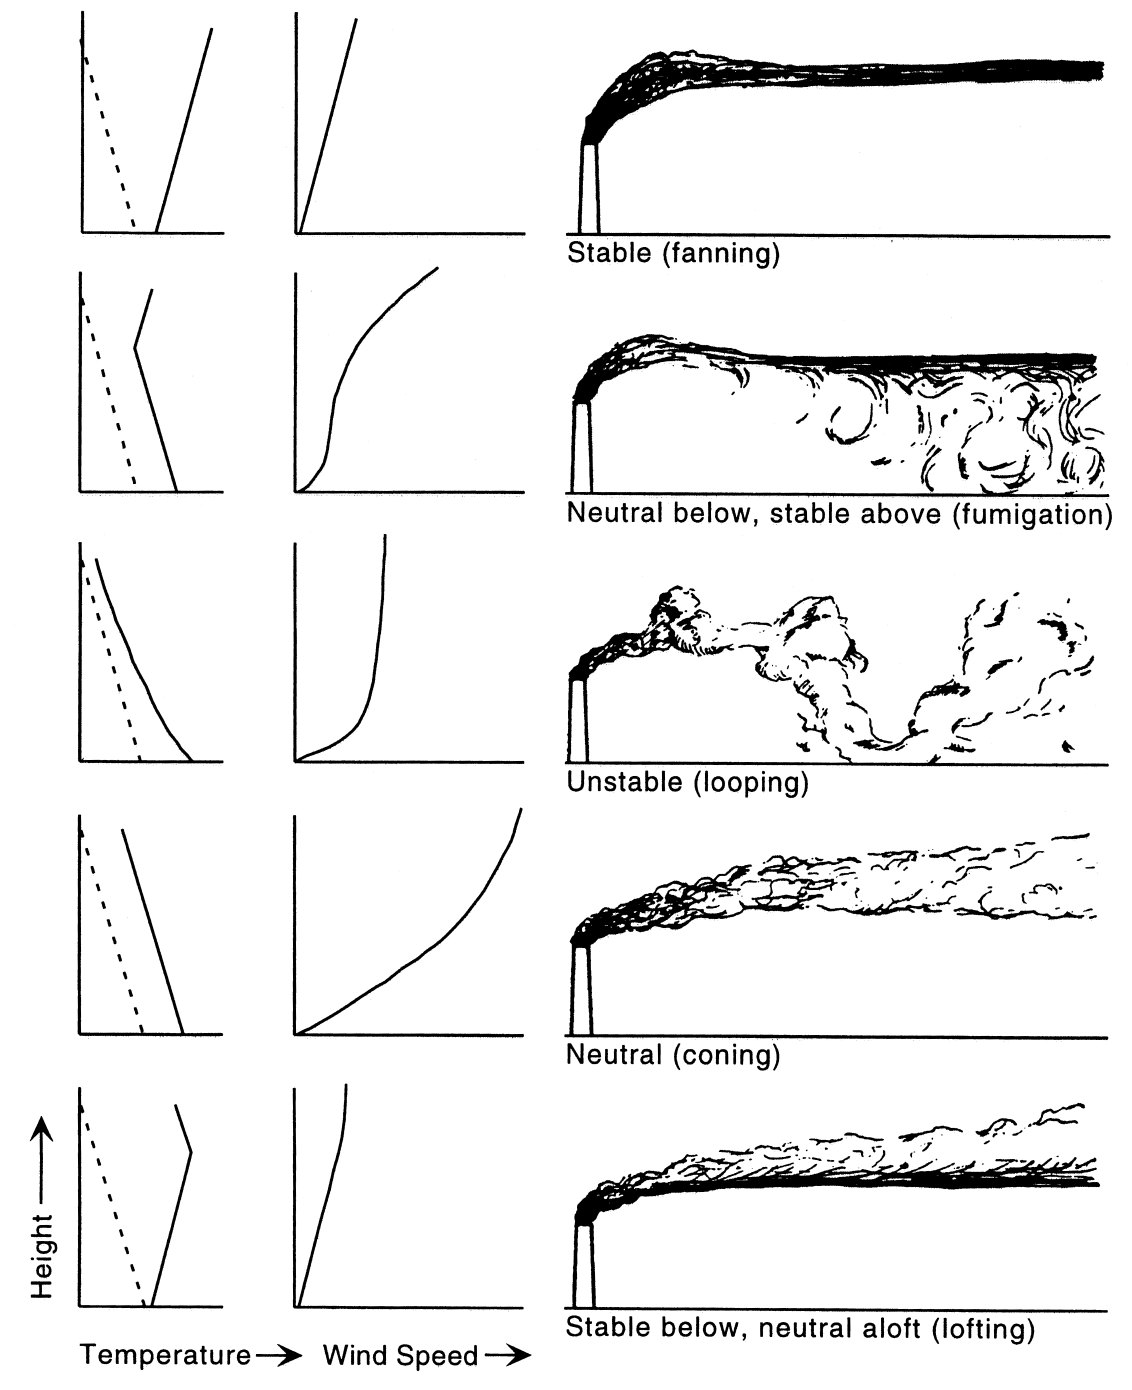 Stable (fanning)
Neutral below, stable above (fumigation)
Unstable (looping)
Neutral (coning)
Stable below, neutral aloft (lofting)
Height
Temperature
Wind Speed